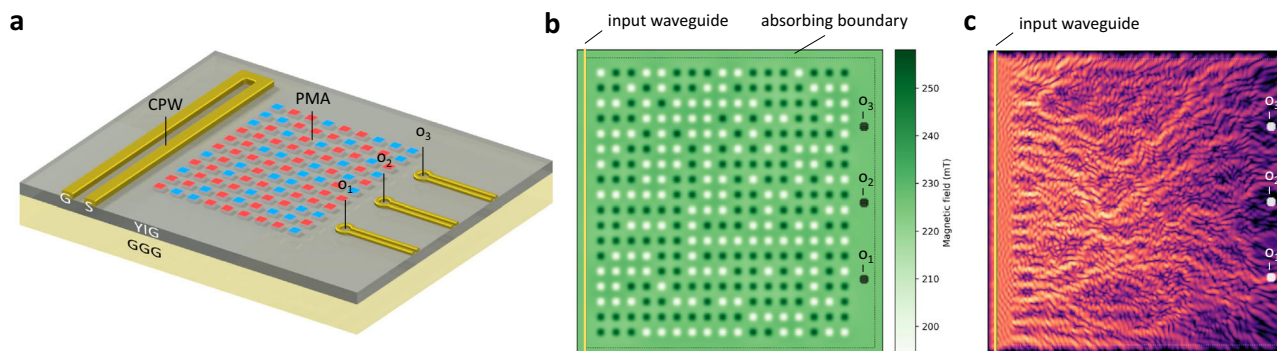 a
CPW
PMA
O3
O2
O1
G
S
YIG
GGG
b
input waveguide
absorbing boundary
O3
O2
O1
250
240
230
220
210
200
Magnetic field (mT)
c
input waveguide
O3
O2
O1